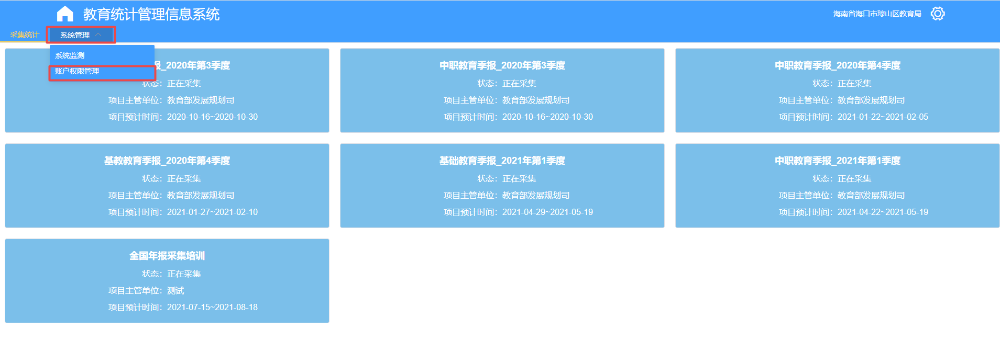 教育统计管理信息系统
海南省海口市琼山区教育局
采集统计
系统管理
系统监测
账户权限管理
报_2020年第3季度
状态：正在采集
项目主管单位：教育部发展规划司
项目预计时间：2020-10-16~2020-10-30
中职教育季报_2020年第3季度
状态：正在采集
项目主管单位：教育部发展规划司
项目预计时间：2020-10-16~2020-10-30
中职教育季报_2020年第4季度
状态：正在采集
项目主管单位：教育部发展规划司
项目预计时间：2021-01-22~2021-02-05
基教教育季报_2020年第4季度
状态：正在采集
项目主管单位：教育部发展规划司
项目预计时间：2021-01-27~2021-02-10
基础教育季报_2021年第1季度
状态：正在采集
项目主管单位：教育部发展规划司
项目预计时间：2021-04-29~2021-05-19
中职教育季报_2021年第1季度
状态：正在采集
项目主管单位：教育部发展规划司
项目预计时间：2021-04-22~2021-05-19
全国年报采集培训
状态：正在采集
项目主管单位：测试
项目预计时间：2021-07-15~2021-08-18